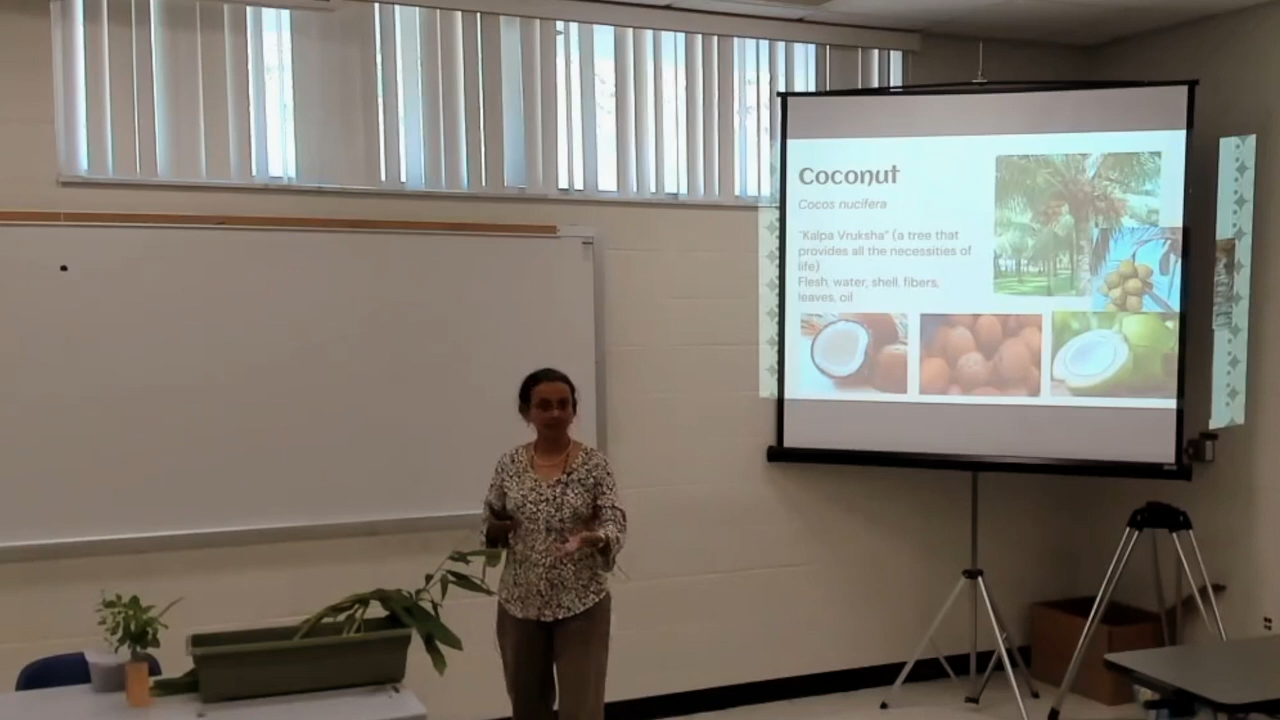 Coconut
Cocos nucifera
"Kalpa Vruksha" (a tree that
provides all the necessities of
life)
Flesh, water, shell, fibers,
leaves, oil